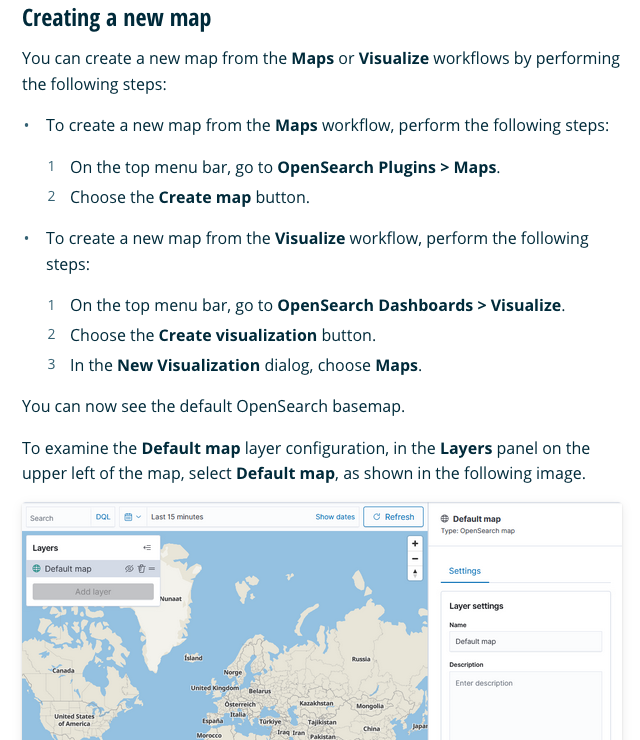 Creating a new map
You can create a new map from the Maps or Visualize workflows by performing
the following steps:
• To create a new map from the Maps workflow, perform the following steps:
1 On the top menu bar, go to OpenSearch Plugins > Maps.
2 Choose the Create map button.
• To create a new map from the Visualize workflow, perform the following
steps:
1 On the top menu bar, go to OpenSearch Dashboards > Visualize.
2 Choose the Create visualization button.
3 In the New Visualization dialog, choose Maps.
You can now see the default OpenSearch basemap.
To examine the Default map layer configuration, in the Layers panel on the
upper left of the map, select Default map, as shown in the following image.
Search DQL Last 15 minutes Show dates Refresh
Default map
Type: OpenSearch map
Layers
Default map
Add layer
Settings
Layer settings
Name
Default map
Description
Enter description
Nunaat
Ísland
Russia
Canada
Norge
United Kingdom
Belarus
Österreich
Kazakhstan
Mongolia
Italia
United States
of America
España
Türkiye
Tajikistan
China
Japan
Morocco
Iraq
Iran
Pakistan